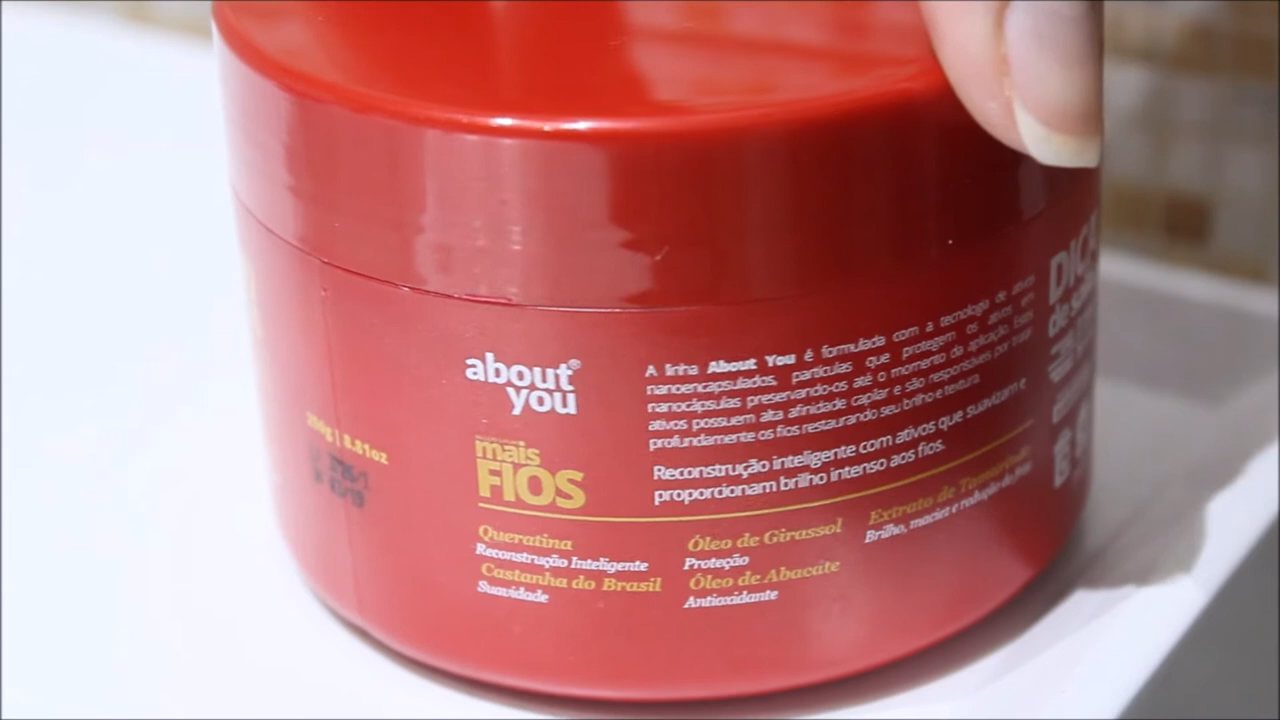 about
you
mais
FIOS
A linha About You é formulada com a tecnologia de ativos
nanoencapsulados, partículas que protegem os ativos em
nanocápsulas preservando-os até o momento da aplicação. Estes
ativos possuem alta afinidade capilar e são responsáveis por tratar
profundamente os fios restaurando seu brilho e textura.
Reconstrução inteligente com ativos que suavizam e
proporcionam brilho intenso aos fios.
Queratina
Reconstrução Inteligente
Castanha do Brasil
Suavidade
Óleo de Girassol
Proteção
Óleo de Abacate
Antioxidante
Extrato de
Brilho, maciez e redução do
| 8.81oz